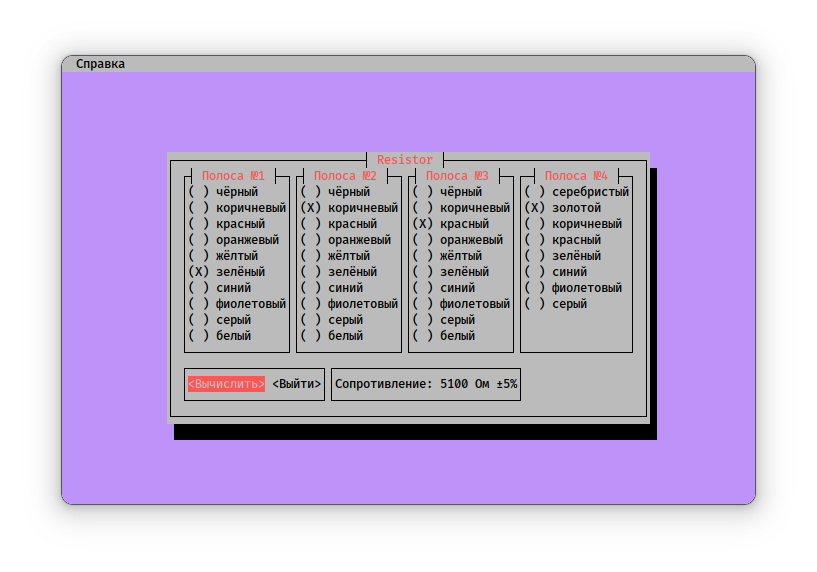 Справка
Resistor
Полоса №1 Полоса №2 Полоса №3 Полоса №4
( ) чёрный ( ) чёрный ( ) чёрный ( ) серебристый
( ) коричневый (X) коричневый ( ) коричневый (X) золотой
( ) красный ( ) красный (X) красный ( ) коричневый
( ) оранжевый ( ) оранжевый ( ) оранжевый ( ) красный
( ) жёлтый ( ) жёлтый ( ) жёлтый ( ) зелёный
(X) зелёный ( ) зелёный ( ) зелёный ( ) синий
( ) синий ( ) синий ( ) синий ( ) фиолетовый
( ) фиолетовый ( ) фиолетовый ( ) фиолетовый ( ) серый
( ) серый ( ) серый ( ) серый
( ) белый ( ) белый ( ) белый
<Вычислить> <Выйти> Сопротивление: 5100 Ом ±5%